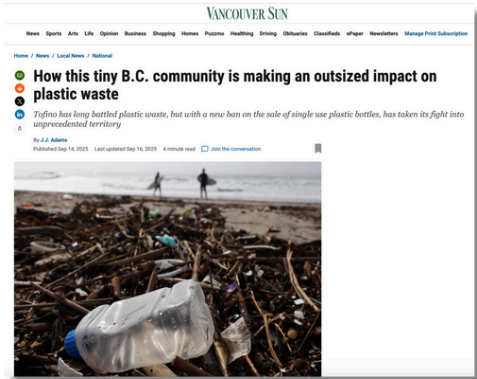 VANCOUVER SUN
News Sports Arts Life Opinion Business Shopping Homes Puzzmo Healthing Driving Obituaries Classifieds ePaper Newsletters Manage Print Subscription
Home / News / Local News / National
How this tiny B.C. community is making an outsized impact on
plastic waste
Tofino has long battled plastic waste, but with a new ban on the sale of single use plastic bottles, has taken its fight into
unprecedented territory
By J.J. Adams
Published Sep 14, 2025 Last updated Sep 16, 2025 4 minute read Join the conversation